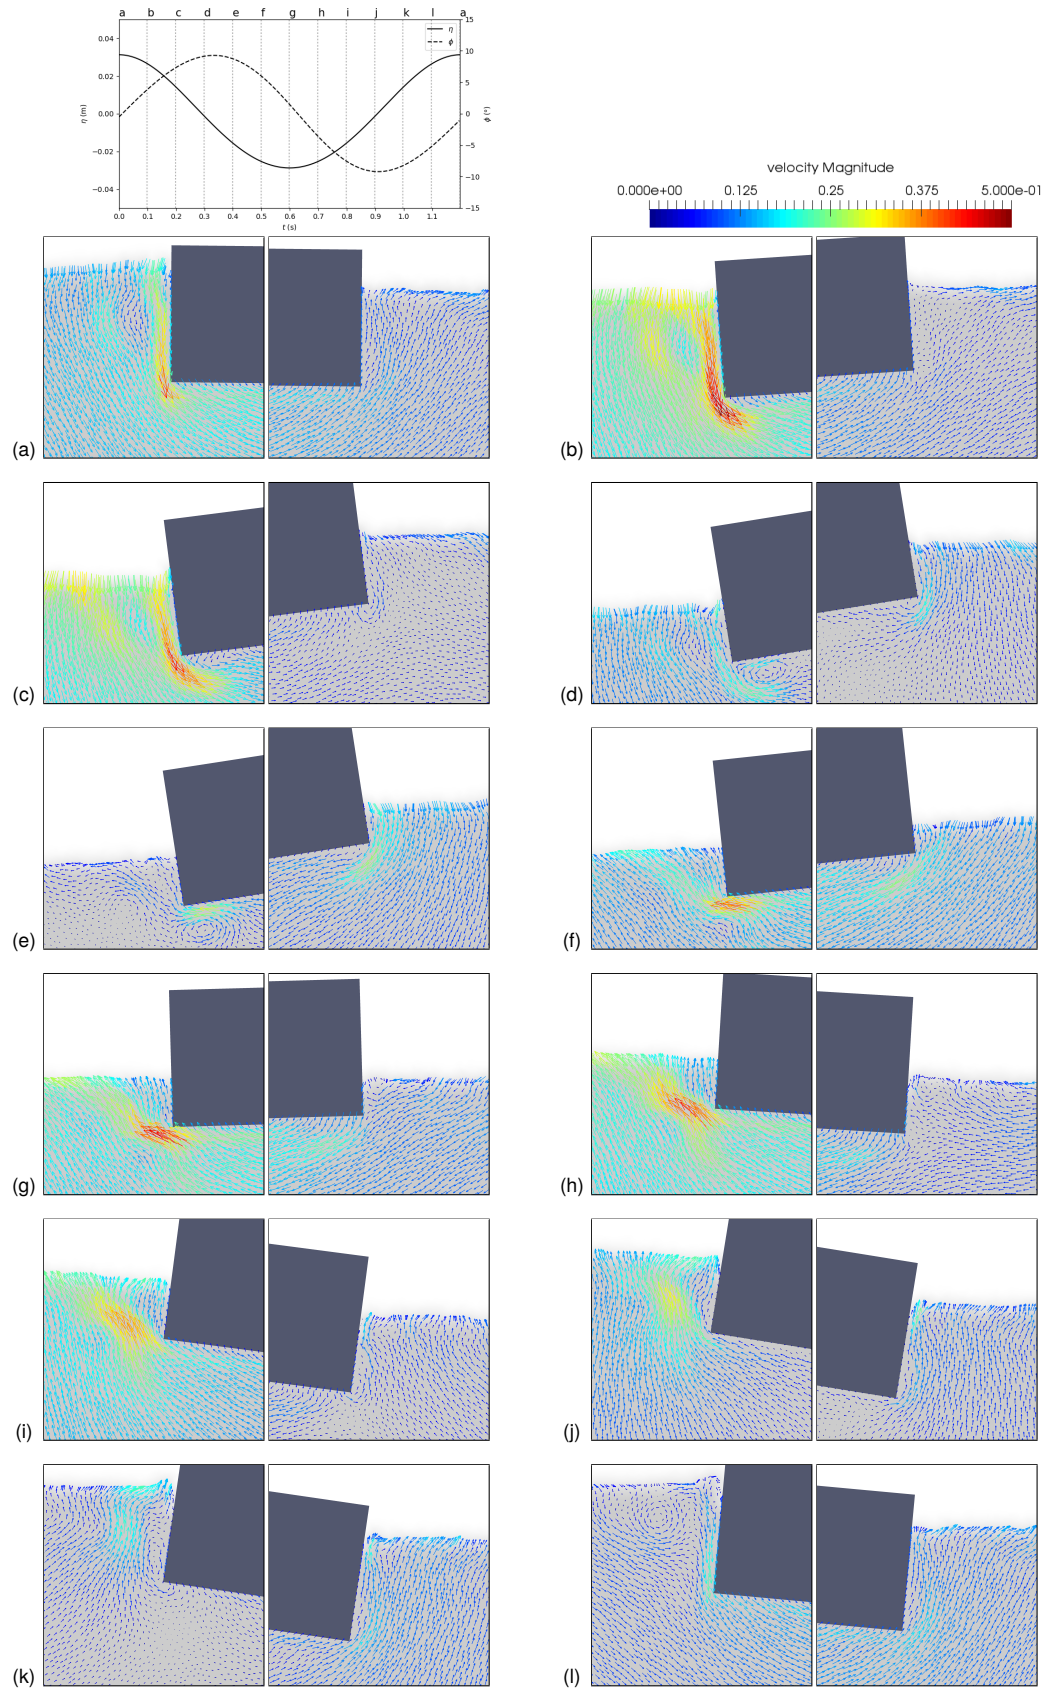 a b c d e f g h i j k l a
0.04
0.02
0.00
−0.02
−0.04
η (m)
15
10
5
0
−5
−10
−15
ϕ (°)
η
ϕ
0.0 0.1 0.2 0.3 0.4 0.5 0.6 0.7 0.8 0.9 1.0 1.1
t (s)
velocity Magnitude
0.000e+00 0.125 0.25 0.375 5.000e-01
(a)
(b)
(c)
(d)
(e)
(f)
(g)
(h)
(i)
(j)
(k)
(l)